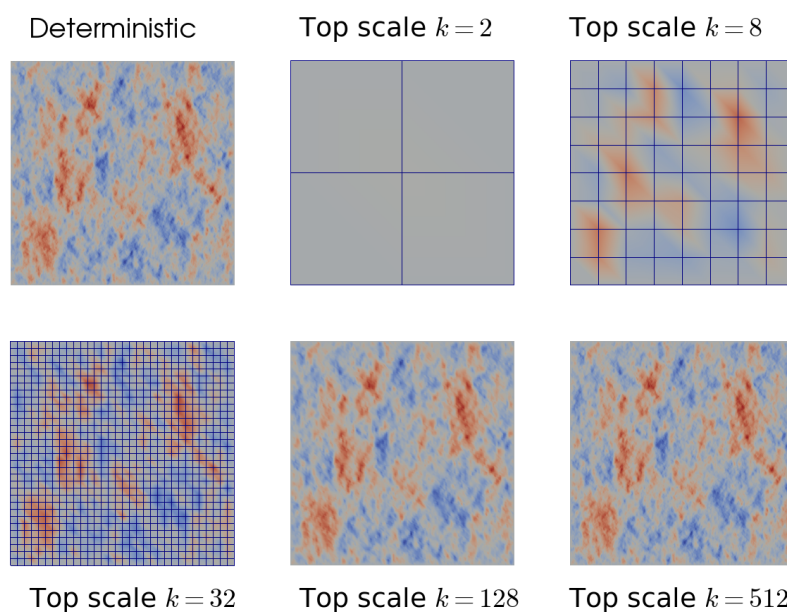 Deterministic
Top scale k = 2
Top scale k = 8
Top scale k = 32
Top scale k = 128
Top scale k = 512